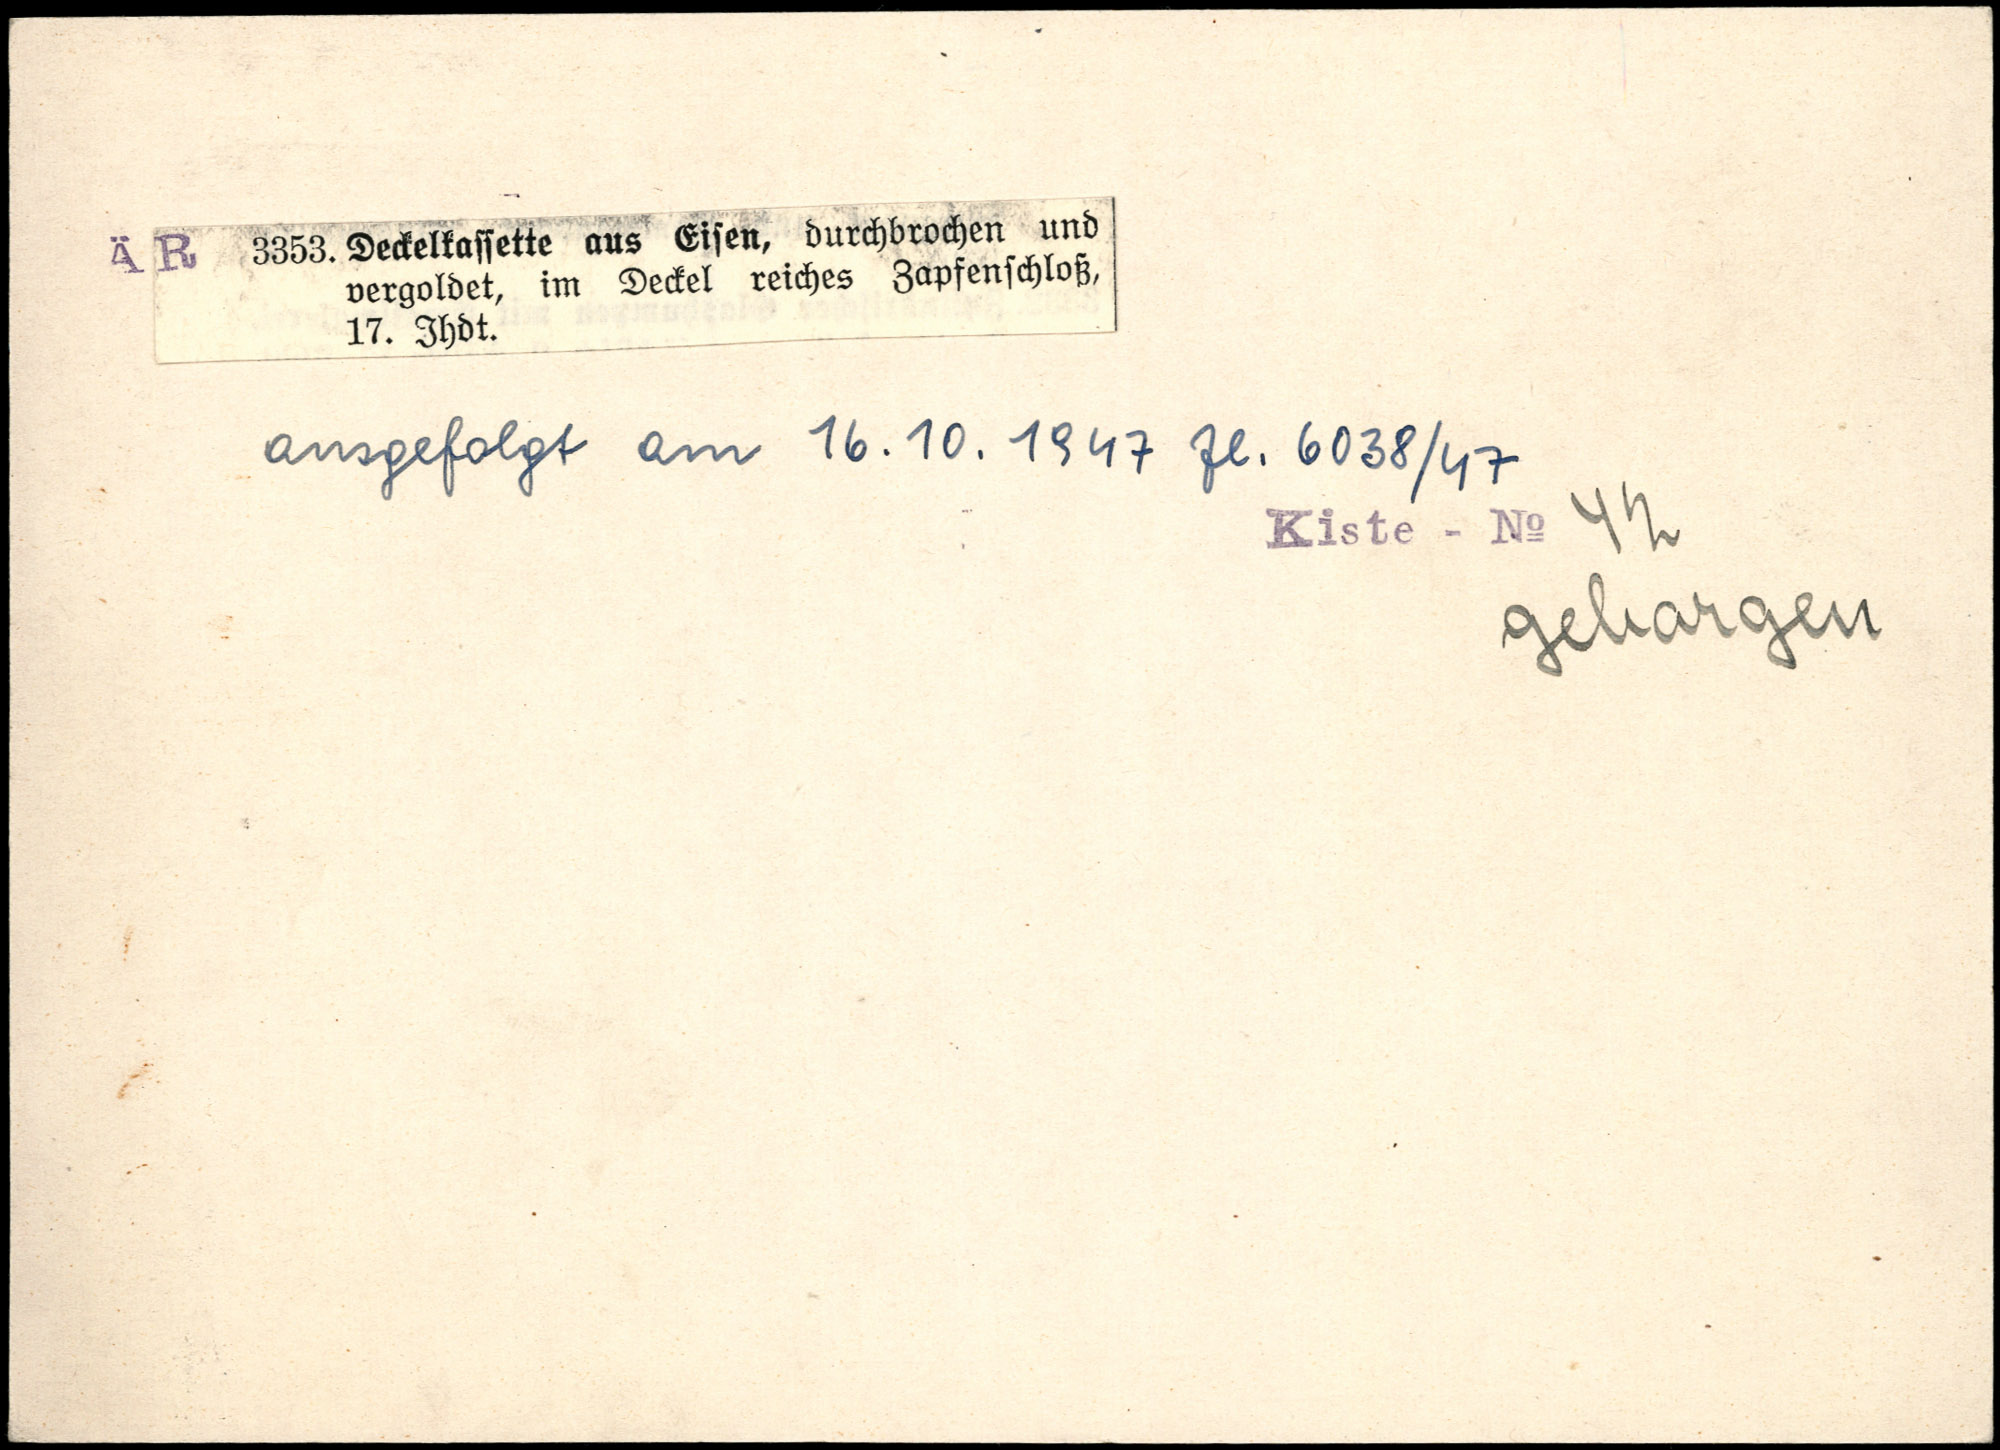 ÄR 3353. Deckelkassette aus Eisen, durchbrochen und
vergoldet, im Deckel reiches Zapfenschloß,
17. Jhdt.
ausgefolgt am 16.10.1947 Zl. 6038/47
Kiste - №
geborgen